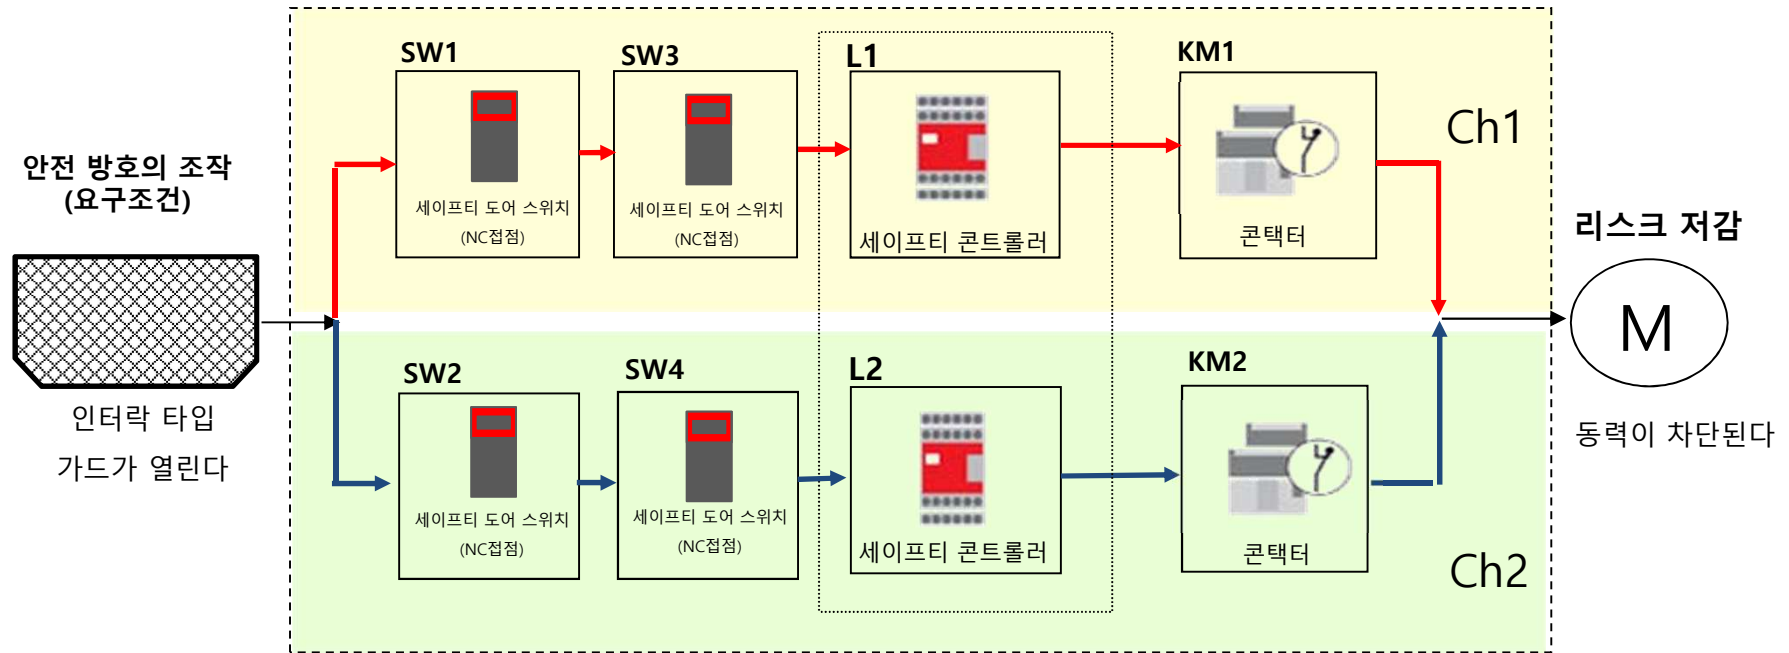 안전 방호의 조작
(요구조건)
인터락 타입
가드가 열린다
SW1
세이프티 도어 스위치
(NC접점)
SW3
세이프티 도어 스위치
(NC접점)
L1
세이프티 콘트롤러
KM1
콘택터
Ch1
SW2
세이프티 도어 스위치
(NC접점)
SW4
세이프티 도어 스위치
(NC접점)
L2
세이프티 콘트롤러
KM2
콘택터
Ch2
리스크 저감
M
동력이 차단된다